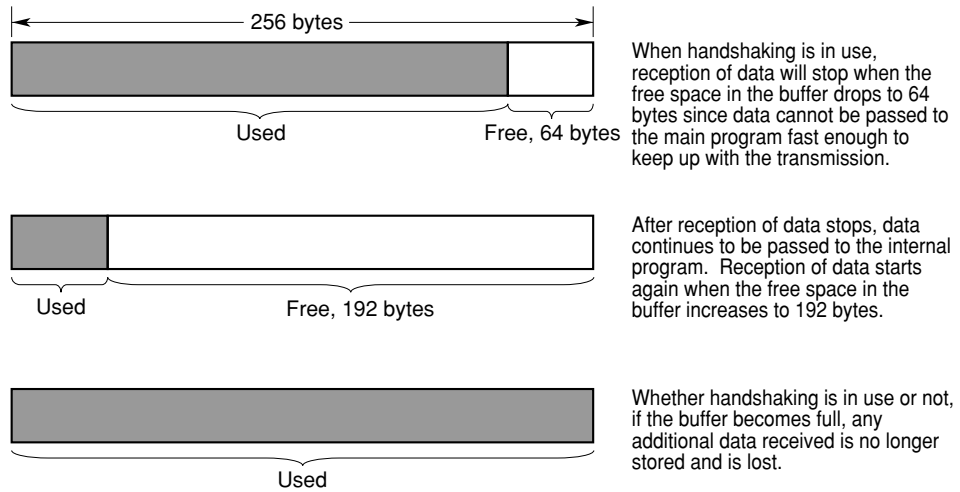 256 bytes
Used
Free, 64 bytes
When handshaking is in use,
reception of data will stop when the
free space in the buffer drops to 64
bytes since data cannot be passed to
the main program fast enough to
keep up with the transmission.
Used
Free, 192 bytes
After reception of data stops, data
continues to be passed to the internal
program. Reception of data starts
again when the free space in the
buffer increases to 192 bytes.
Used
Whether handshaking is in use or not,
if the buffer becomes full, any
additional data received is no longer
stored and is lost.